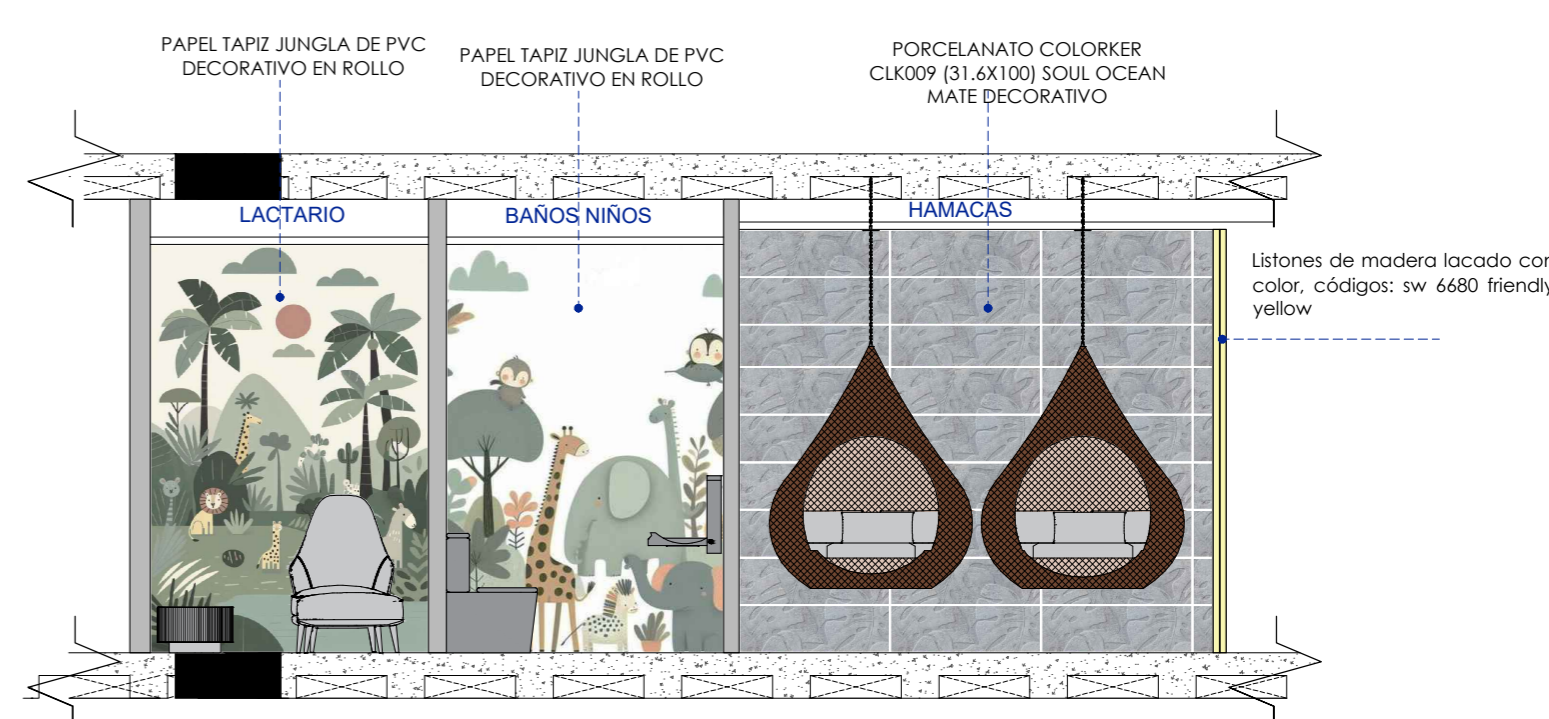 PAPEL TAPIZ JUNGLA DE PVC
DECORATIVO EN ROLLO
PAPEL TAPIZ JUNGLA DE PVC
DECORATIVO EN ROLLO
PORCELANATO COLORKER
CLK009 (31.6X100) SOUL OCEAN
MATE DECORATIVO
LACTARIO
BAÑOS NIÑOS
HAMACAS
Listones de madera lacado con
color, códigos: sw 6680 friendly
yellow